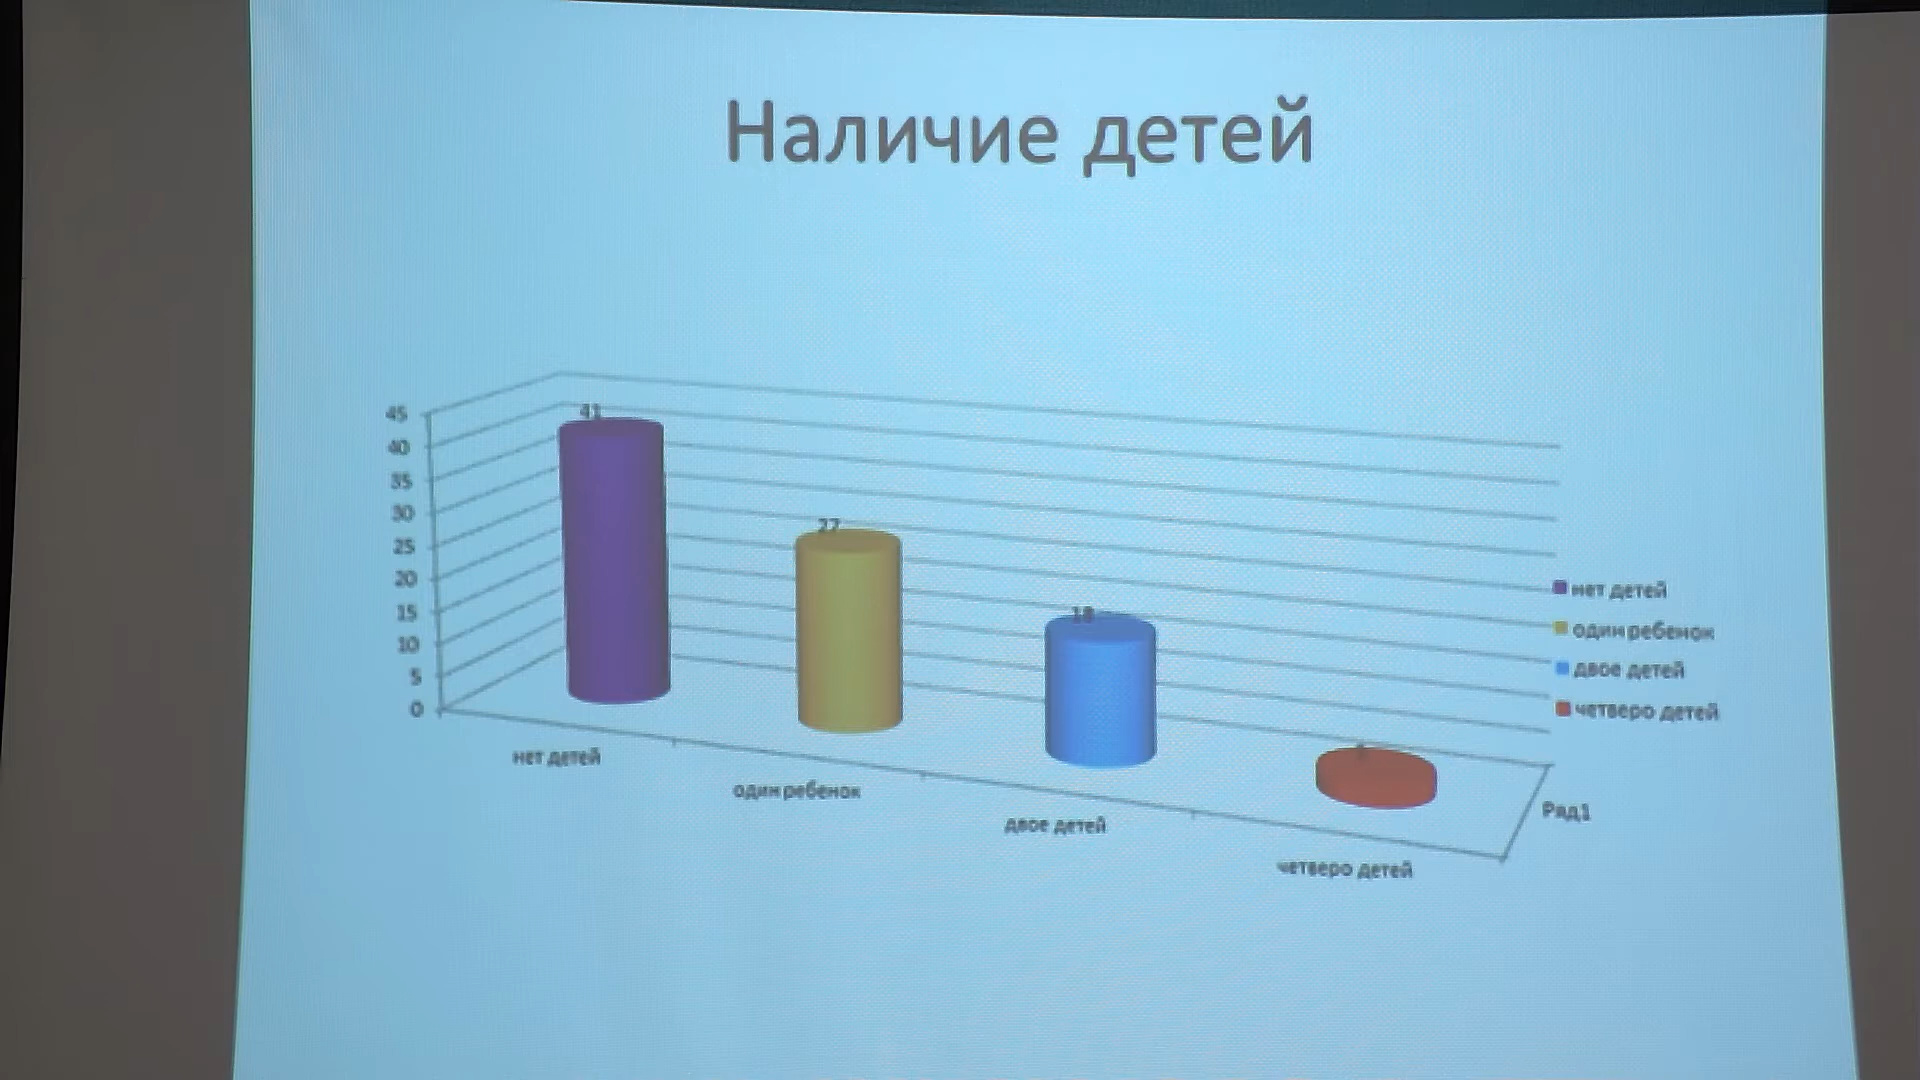 Наличие детей
45
41
40
35
30
25
20
15
10
5
0
27
18
нет детей
один ребенок
двое детей
четверо детей
нет детей
один ребенок
двое детей
четверо детей
Ряд1